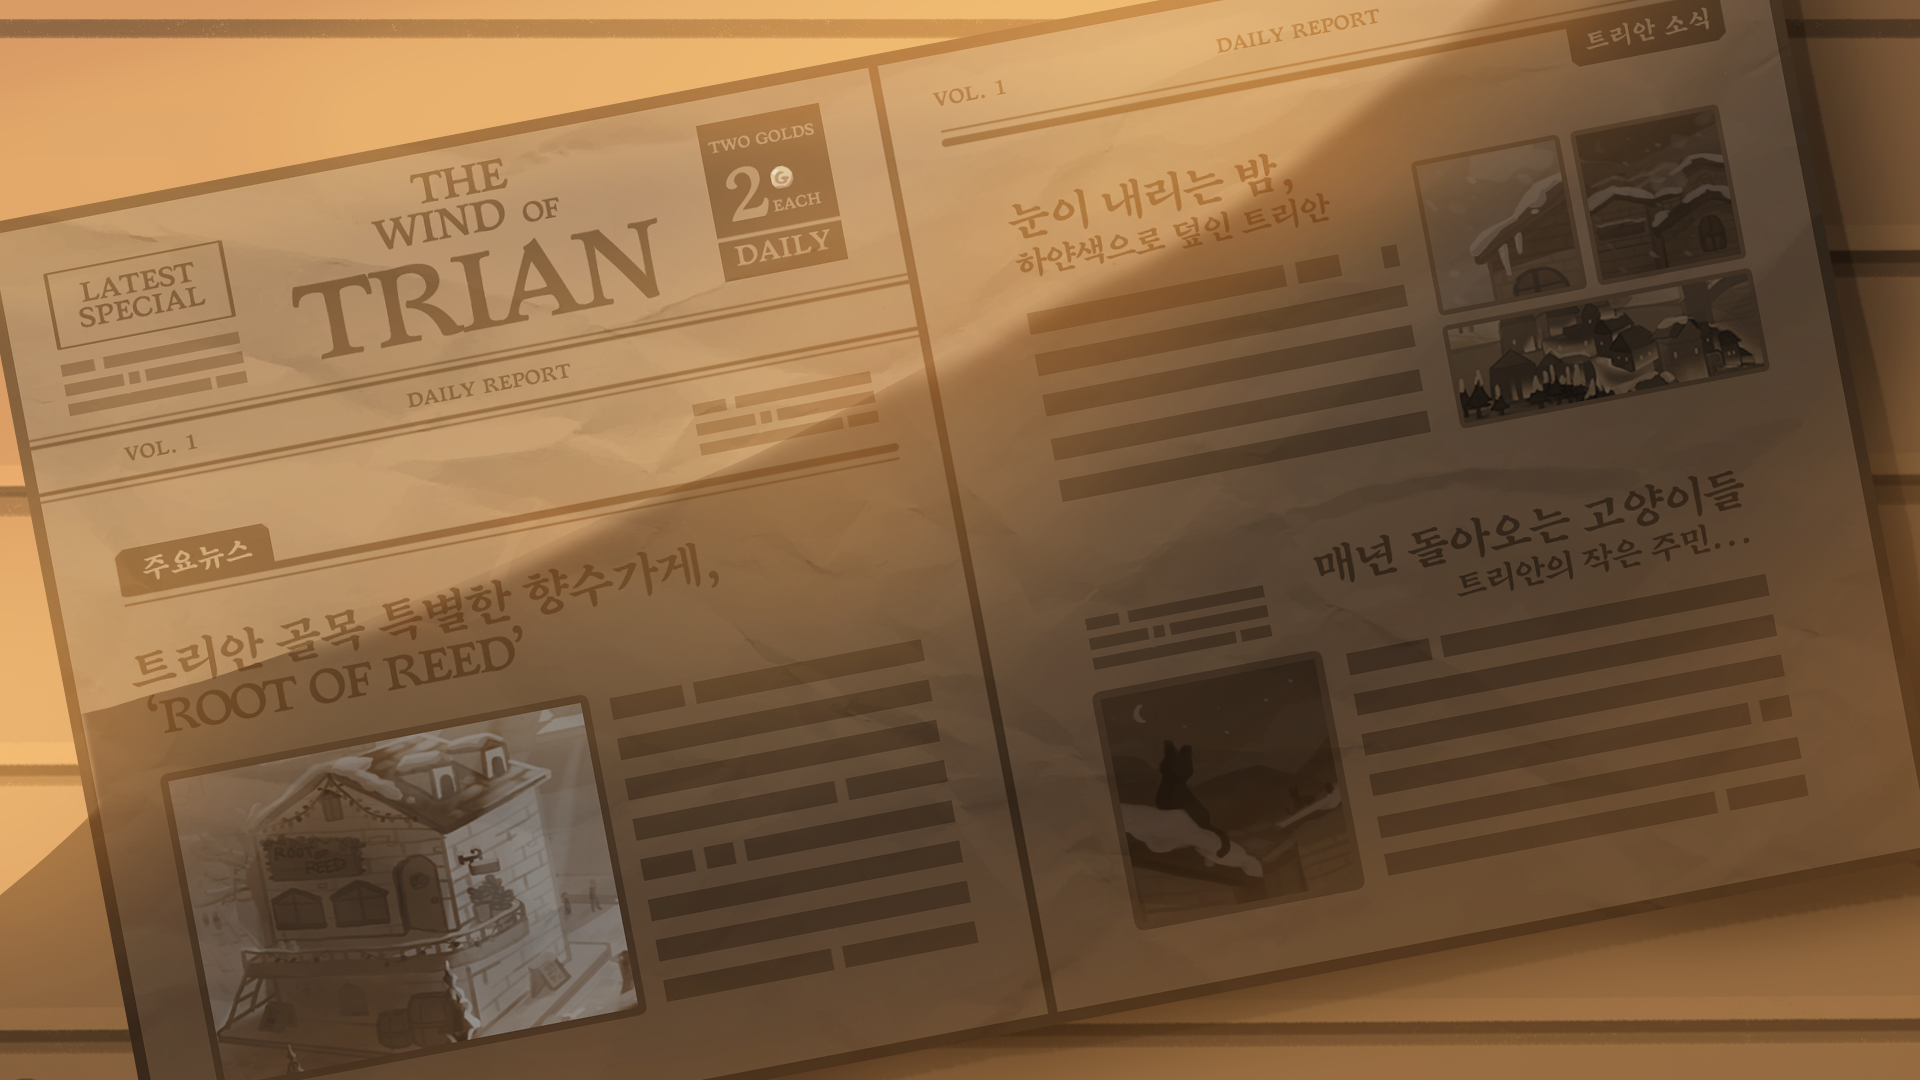 THE
WIND OF
TRIAN
LATEST
SPECIAL
TWO GOLDS
2 G
EACH
DAILY
DAILY REPORT
VOL. 1
주요뉴스
트리안 골목 특별한 향수가게,
‘ROOT OF REED’
ROOT OF
REED
VOL. 1
DAILY REPORT
트리안 소식
눈이 내리는 밤,
하얀색으로 덮인 트리안
매년 돌아오는 고양이들
트리안의 작은 주민...